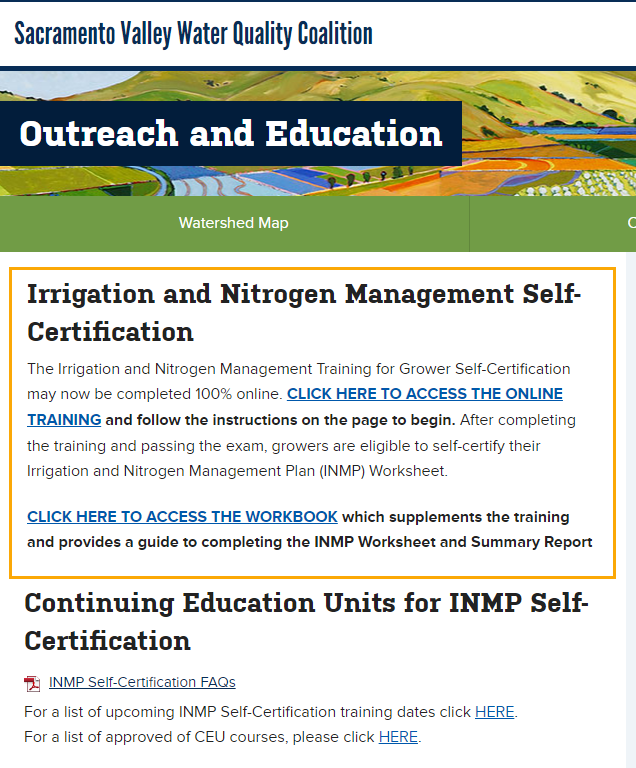 Sacramento Valley Water Quality Coalition
Outreach and Education
Watershed Map
Irrigation and Nitrogen Management Self-
Certification
The Irrigation and Nitrogen Management Training for Grower Self-Certification
may now be completed 100% online. CLICK HERE TO ACCESS THE ONLINE
TRAINING and follow the instructions on the page to begin. After completing
the training and passing the exam, growers are eligible to self-certify their
Irrigation and Nitrogen Management Plan (INMP) Worksheet.
CLICK HERE TO ACCESS THE WORKBOOK which supplements the training
and provides a guide to completing the INMP Worksheet and Summary Report
Continuing Education Units for INMP Self-
Certification
INMP Self-Certification FAQs
For a list of upcoming INMP Self-Certification training dates click HERE.
For a list of approved of CEU courses, please click HERE.